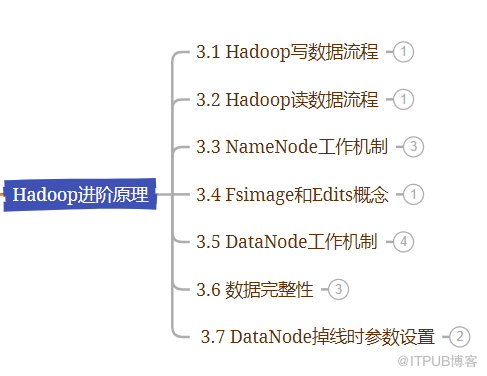 3.1 Hadoop写数据流程 1
3.2 Hadoop读数据流程 1
3.3 NameNode工作机制 3
Hadoop进阶原理
3.4 Fsimage和Edits概念 1
3.5 DataNode工作机制 4
3.6 数据完整性 3
3.7 DataNode掉线时参数设置 2
@ITPUB博客